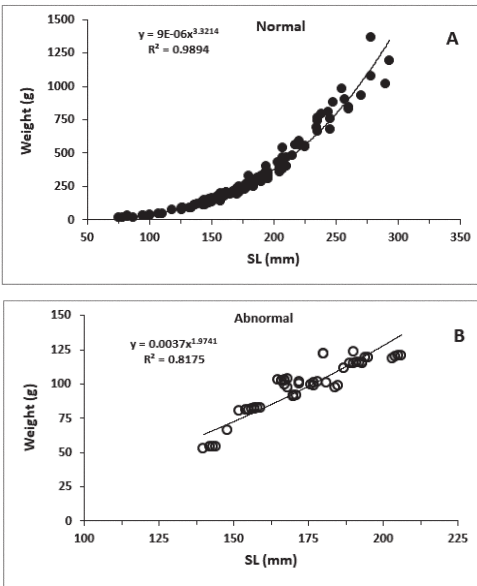 Normal
A
y = 9E-06x^3.3214
R² = 0.9894
Weight (g)
1500
1250
1000
750
500
250
0
50 100 150 200 250 300 350
SL (mm)
Abnormal
B
y = 0.0037x^1.9741
R² = 0.8175
Weight (g)
150
125
100
75
50
25
0
100 125 150 175 200 225
SL (mm)